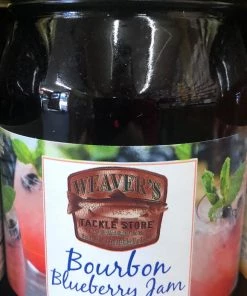 WEAVER'S
TACKLE STORE
Bourbon
Blueberry Jam